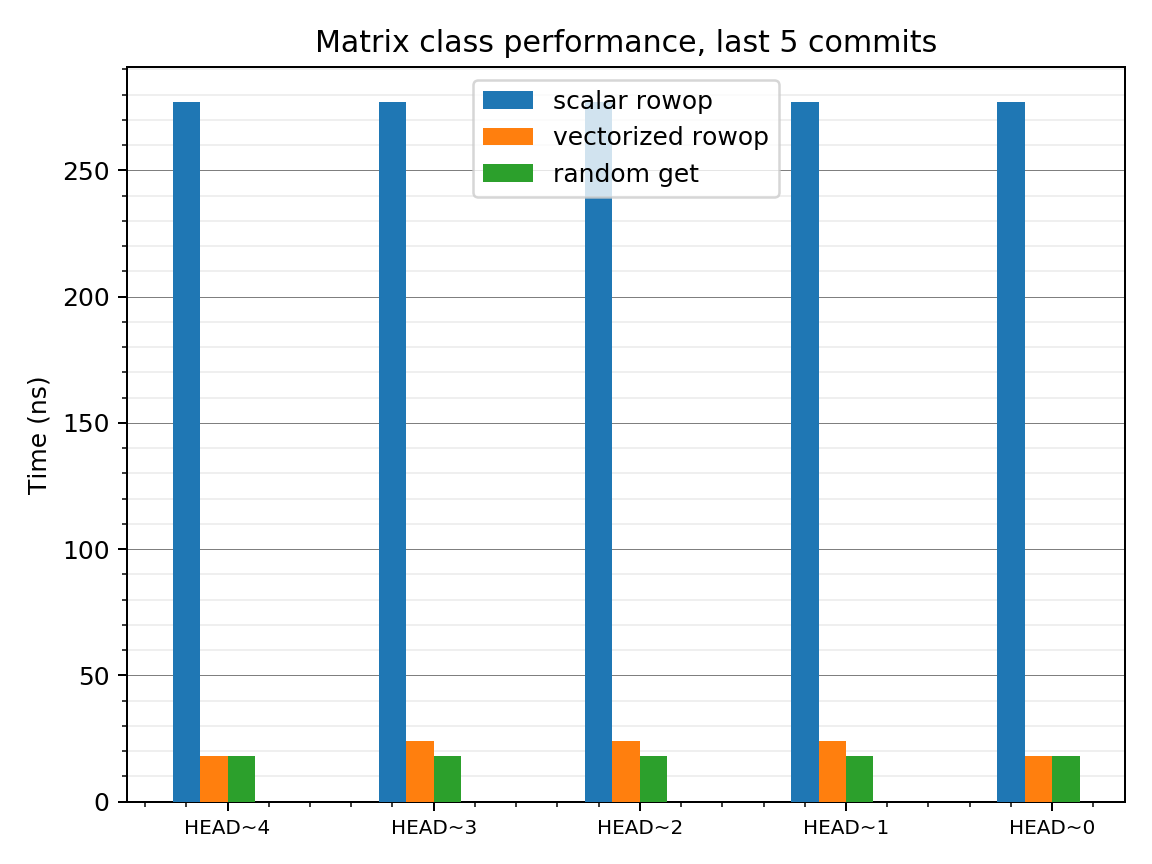 Matrix class performance, last 5 commits
scalar rowop
vectorized rowop
random get
Time (ns)
250
200
150
100
50
0
HEAD~4 HEAD~3 HEAD~2 HEAD~1 HEAD~0